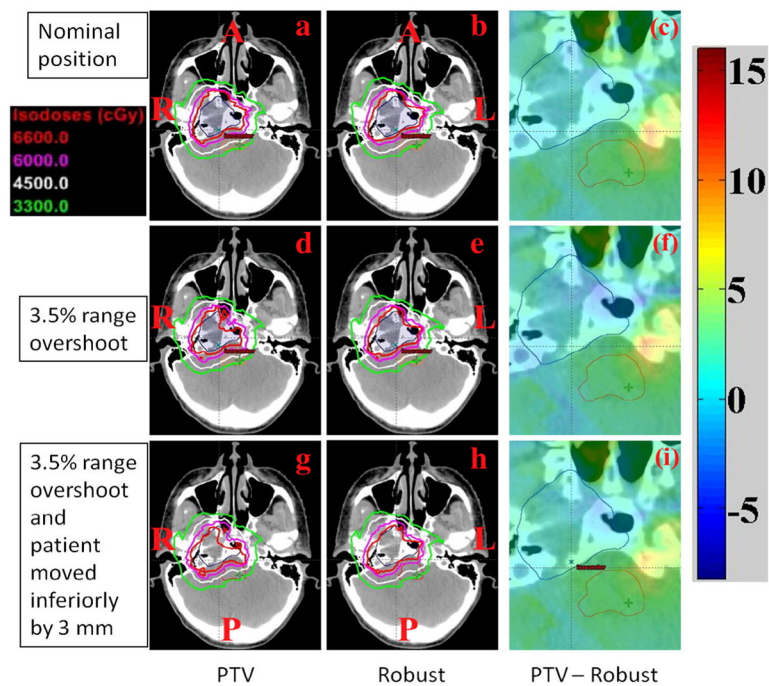 Nominal
position
a
A
R
b
A
L
(c)
Isodoses (cGy)
6600.0
6000.0
4500.0
3300.0
15
10
5
0
-5
3.5% range
overshoot
d
R
e
L
(f)
3.5% range
overshoot
and
patient
moved
inferiorly
by 3 mm
g
R
P
h
L
P
(i)
PTV
Robust
PTV – Robust